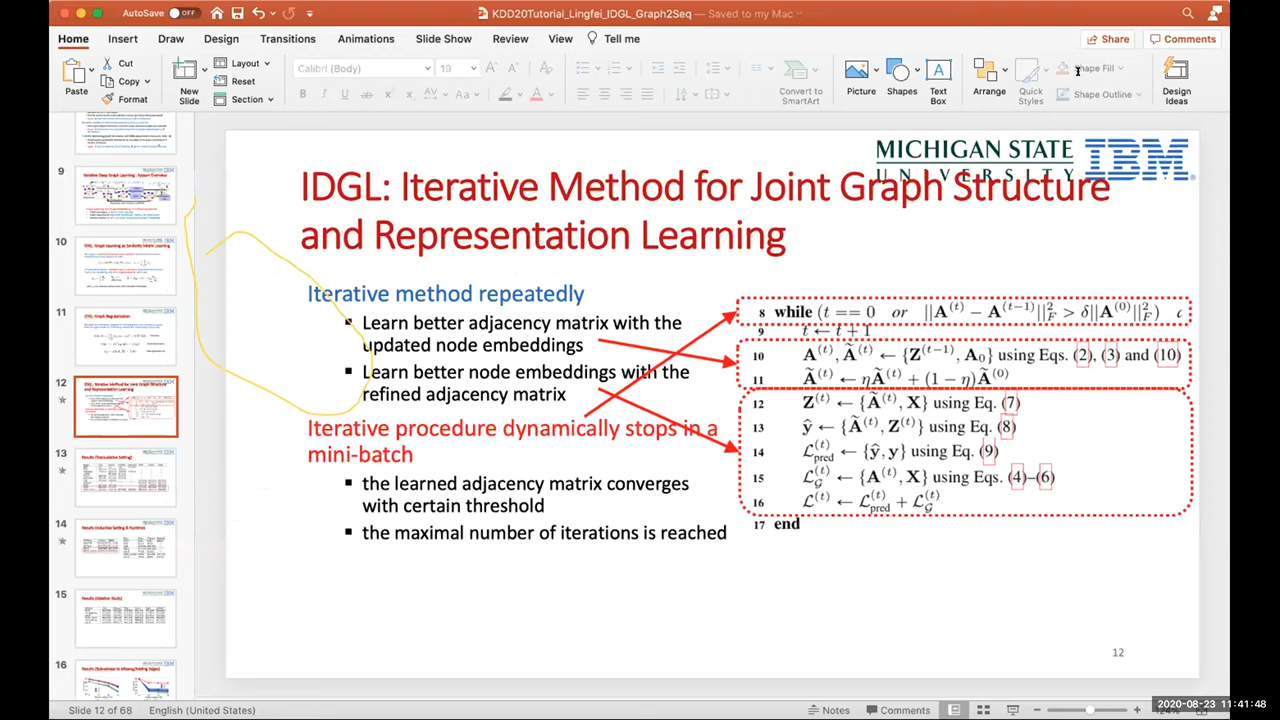 AutoSave OFF
KDD20Tutorial_Lingfei_IDGL_Graph2Seq — Saved to my Mac
Home Insert Draw Design Transitions Animations Slide Show Review View Tell me
Share Comments
Paste
Cut
Copy
Format
New Slide
Layout
Reset
Section
Calibri (Body) 13
Convert to SmartArt
Picture
Shapes
Text Box
Arrange
Quick Styles
Shape Fill
Shape Outline
Design Ideas
9
10
11
12
13
14
15
16
MICHIGAN STATE
UNIVERSITY
IBM
IDGL: Iterative Method for Joint Graph Structure
and Representation Learning
Iterative method repeatedly
▪ Learn better adjacency matrix with the
updated node embeddings
▪ Learn better node embeddings with the
refined adjacency matrix
Iterative procedure dynamically stops in a
mini-batch
▪ the learned adjacency matrix converges
with certain threshold
▪ the maximal number of iterations is reached
8 while (t == 0 or ||A^(t) − A^(t−1)||²_F > δ||A^(0)||²_F)
9 t ← t + 1
10 A^(t), Ã^(t) ← {Z^(t−1), A_0} using Eqs. (2), (3) and (10)
11 Ã^(t) ← ηÃ^(t) + (1 − η)Ã^(0)
12 Z^(t) ← {Ã^(t), X} using Eq. (7)
13 ŷ ← {Ã^(t), Z^(t)} using Eq. (8)
14 L_pred^(t) ← {ŷ, y} using Eq. (9)
15 L_G^(t) ← {A^(t), X} using Eqs. (4)–(6)
16 L^(t) ← L_pred^(t) + L_G^(t)
17 end
12
Slide 12 of 68 English (United States)
Notes Comments
2020-08-23 11:41:48